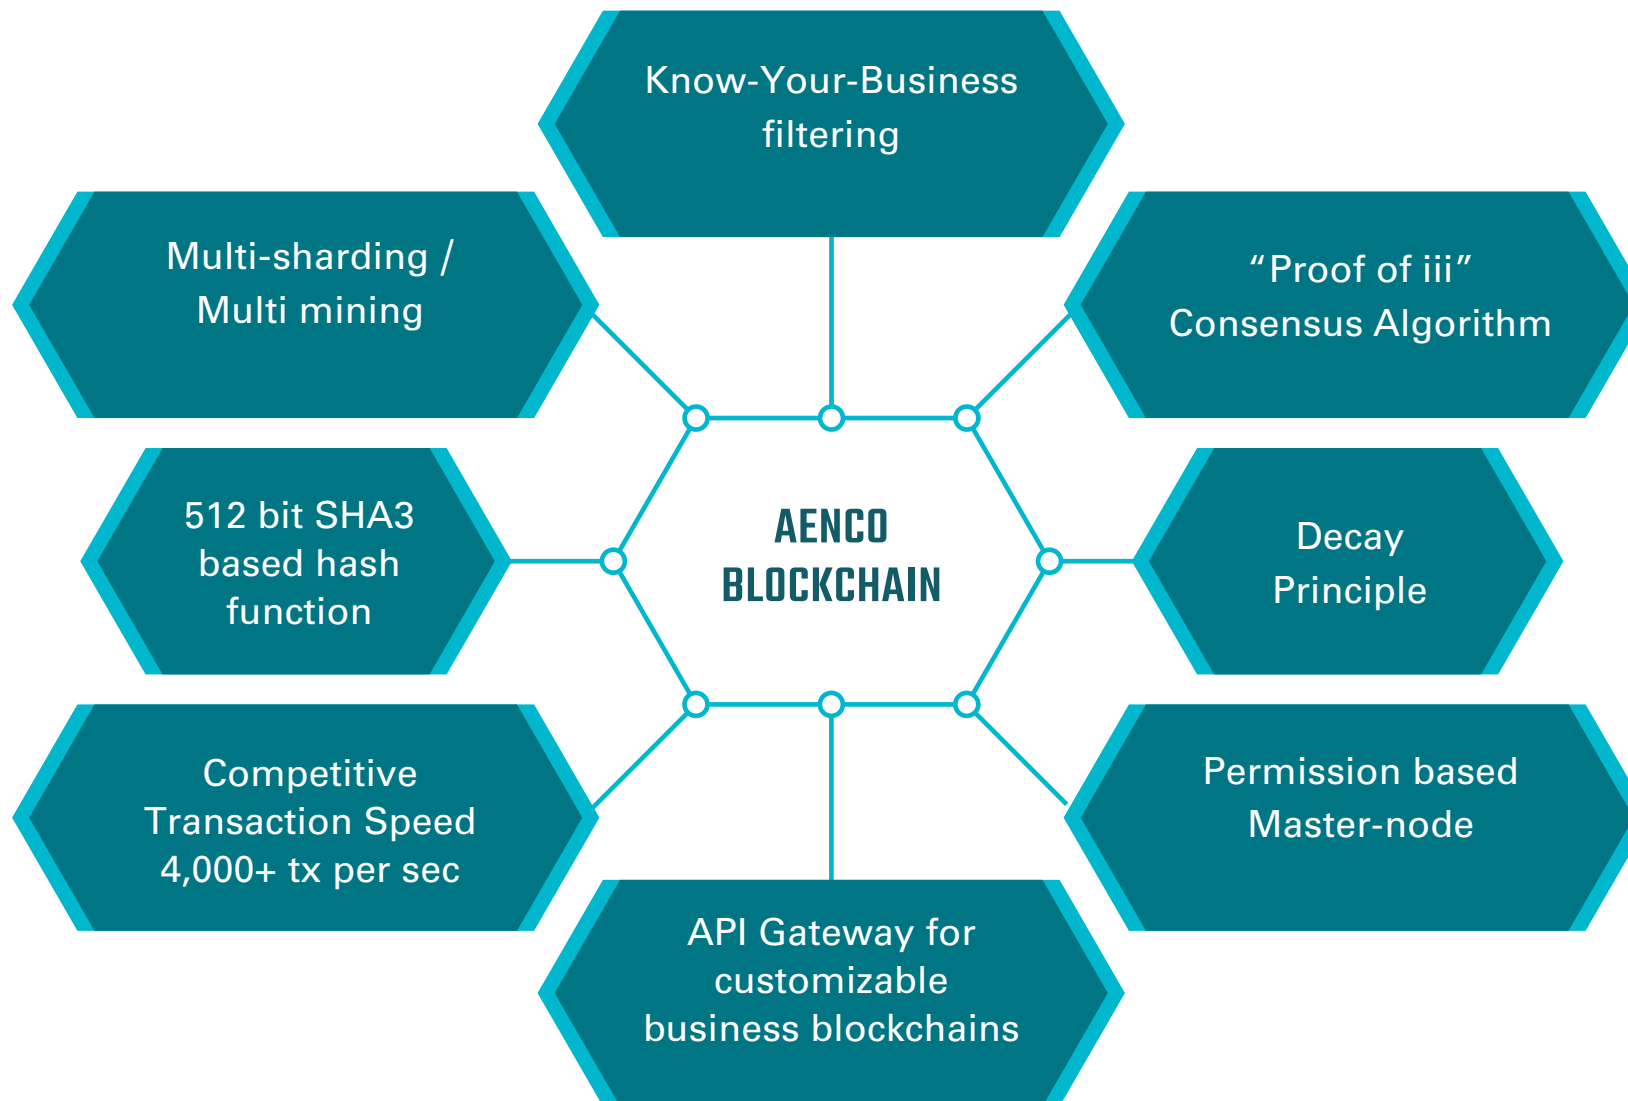 Know-Your-Business
filtering
Multi-sharding /
Multi mining
“Proof of iii”
Consensus Algorithm
512 bit SHA3
based hash
function
AENCO
BLOCKCHAIN
Decay
Principle
Competitive
Transaction Speed
4,000+ tx per sec
Permission based
Master-node
API Gateway for
customizable
business blockchains